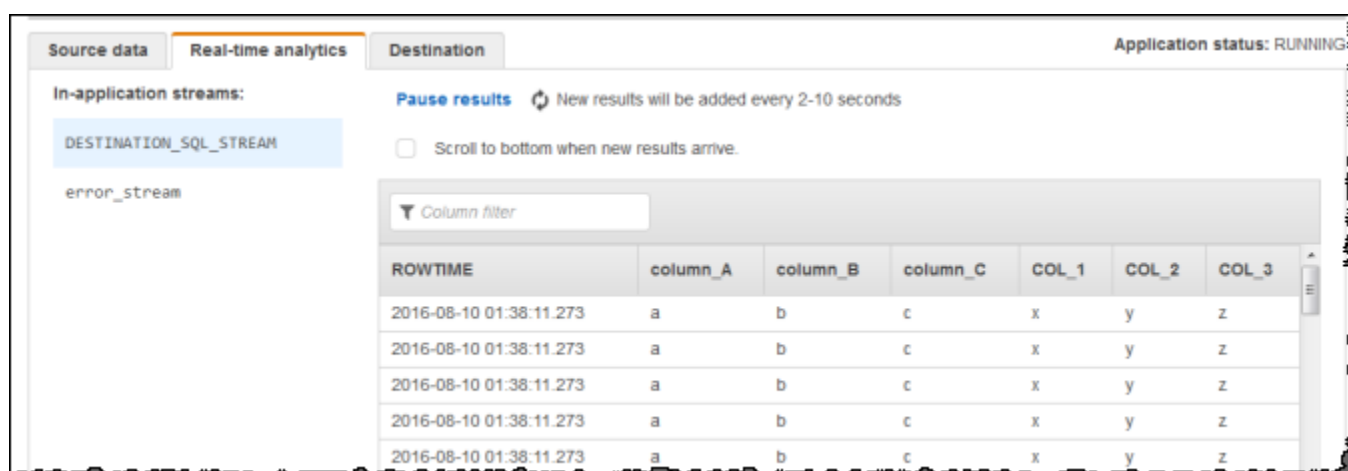 Source data Real-time analytics Destination Application status: RUNNING
In-application streams:
Pause results New results will be added every 2-10 seconds
DESTINATION_SQL_STREAM
Scroll to bottom when new results arrive.
error_stream
Column filter
ROWTIME column_A column_B column_C COL_1 COL_2 COL_3
2016-08-10 01:38:11.273 a b c x y z
2016-08-10 01:38:11.273 a b c x y z
2016-08-10 01:38:11.273 a b c x y z
2016-08-10 01:38:11.273 a b c x y z
2016-08-10 01:38:11.273 a b c x y z